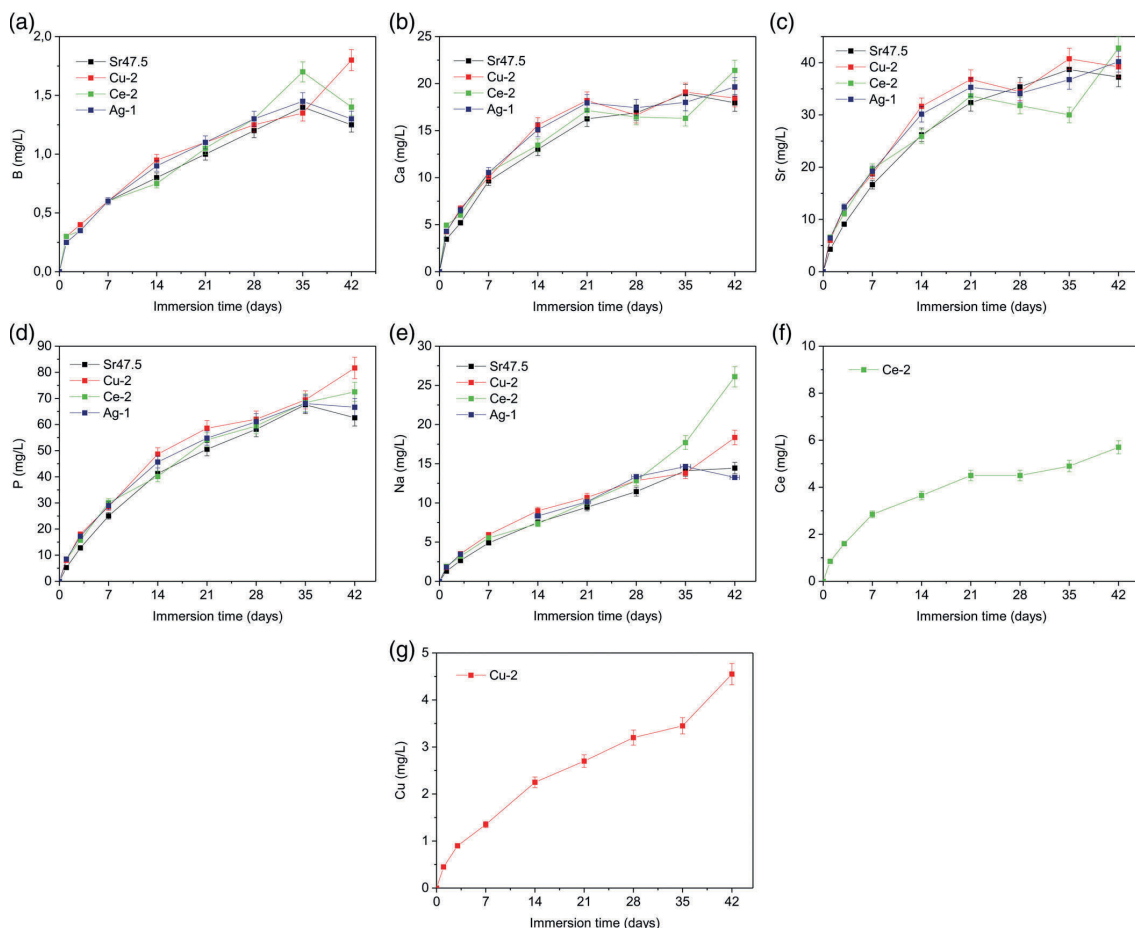 (a)
B (mg/L)
2,0
1,6
1,2
0,8
0,4
0,0
Sr47.5
Cu-2
Ce-2
Ag-1
0 7 14 21 28 35 42
Immersion time (days)
(b)
Ca (mg/L)
25
20
15
10
5
0
Sr47.5
Cu-2
Ce-2
Ag-1
0 7 14 21 28 35 42
Immersion time (days)
(c)
Sr (mg/L)
40
30
20
10
0
Sr47.5
Cu-2
Ce-2
Ag-1
0 7 14 21 28 35 42
Immersion time (days)
(d)
P (mg/L)
90
80
70
60
50
40
30
20
10
0
Sr47.5
Cu-2
Ce-2
Ag-1
0 7 14 21 28 35 42
Immersion time (days)
(e)
Na (mg/L)
30
25
20
15
10
5
0
Sr47.5
Cu-2
Ce-2
Ag-1
0 7 14 21 28 35 42
Immersion time (days)
(f)
Ce (mg/L)
10
8
6
4
2
0
Ce-2
0 7 14 21 28 35 42
Immersion time (days)
(g)
Cu (mg/L)
5
4
3
2
1
0
Cu-2
0 7 14 21 28 35 42
Immersion time (days)